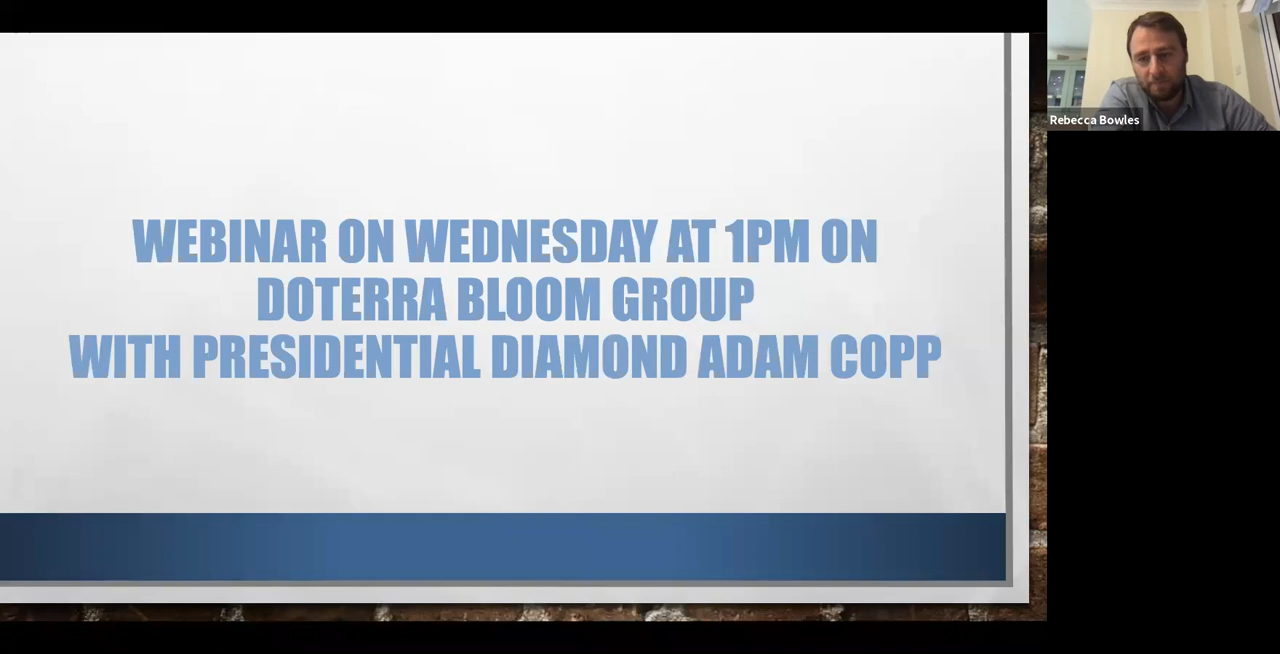 WEBINAR ON WEDNESDAY AT 1PM ON
DOTERRA BLOOM GROUP
WITH PRESIDENTIAL DIAMOND ADAM COPP
Rebecca Bowles